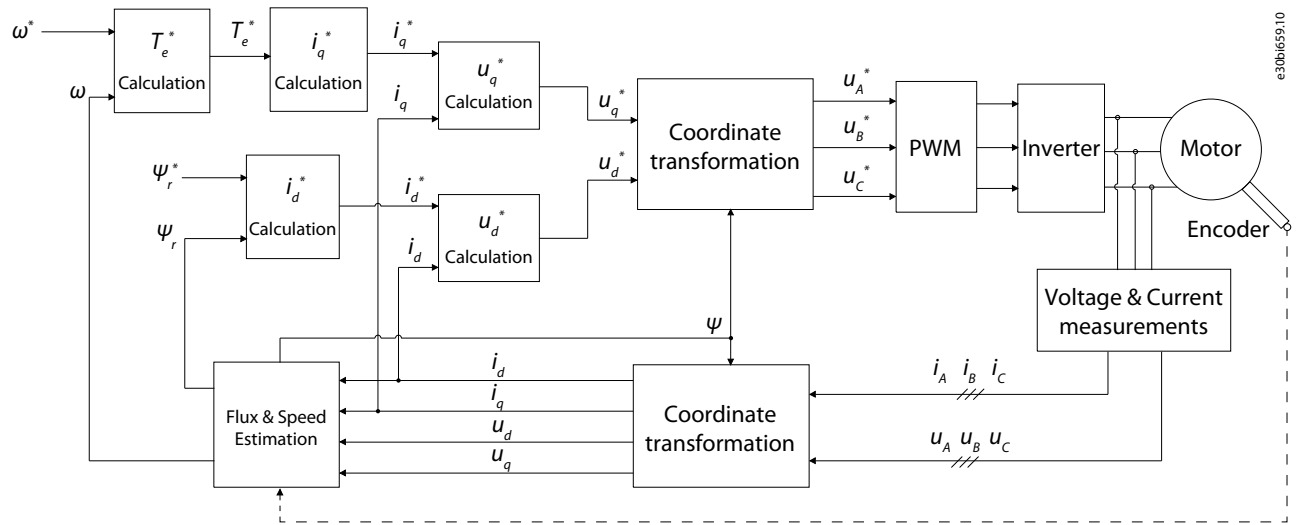 ω*
T_e*
Calculation
T_e*
i_q*
Calculation
i_q*
u_q*
Calculation
i_q
ω
u_q*
u_d*
Coordinate
transformation
u_A*
u_B*
u_C*
PWM
Inverter
Motor
Encoder
e30bi659.10
Ψ_r*
Ψ_r
i_d*
Calculation
i_d*
i_d
u_d*
Calculation
Voltage & Current
measurements
Ψ
Flux & Speed
Estimation
i_d
i_q
u_d
u_q
Coordinate
transformation
i_A i_B i_C
u_A u_B u_C